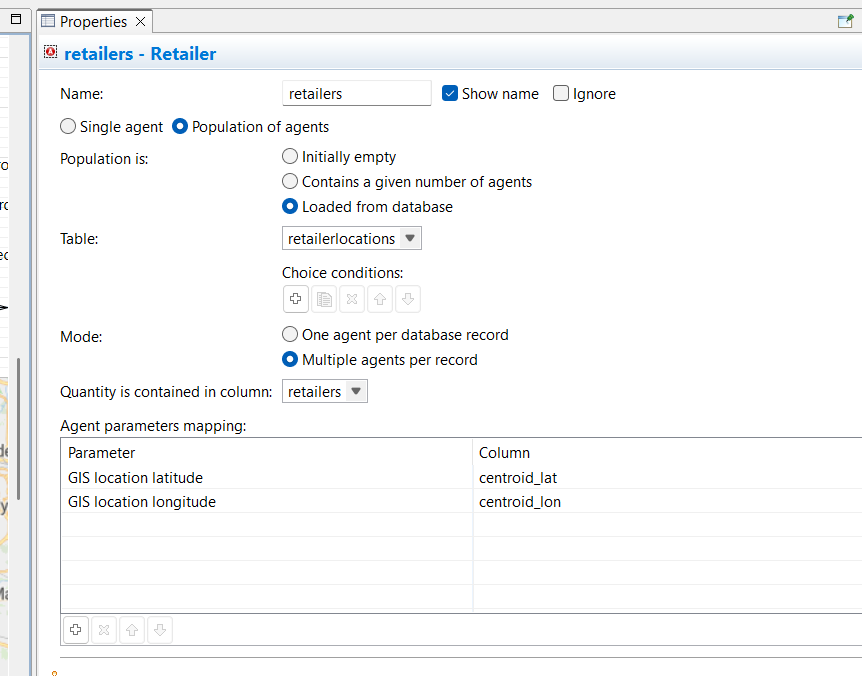 Properties
retailers - Retailer
Name: retailers Show name Ignore
Single agent Population of agents
Population is: Initially empty
Contains a given number of agents
Loaded from database
Table: retailerlocations
Choice conditions:
Mode: One agent per database record
Multiple agents per record
Quantity is contained in column: retailers
Agent parameters mapping:
Parameter Column
GIS location latitude centroid_lat
GIS location longitude centroid_lon